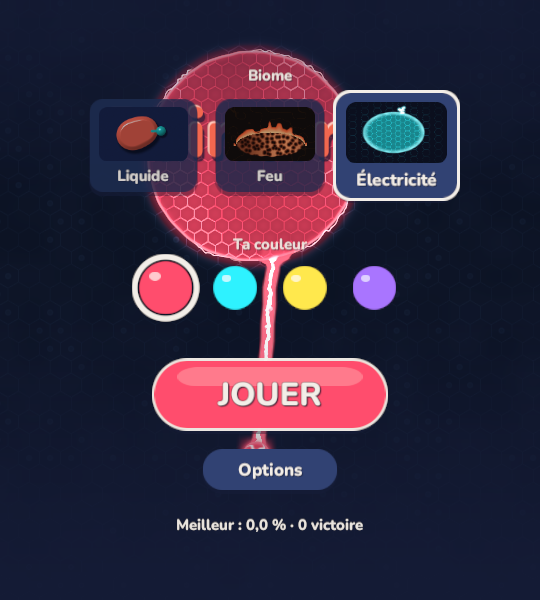 Biome
Liquide
Feu
Électricité
Ta couleur
JOUER
Options
Meilleur : 0,0 % · 0 victoire